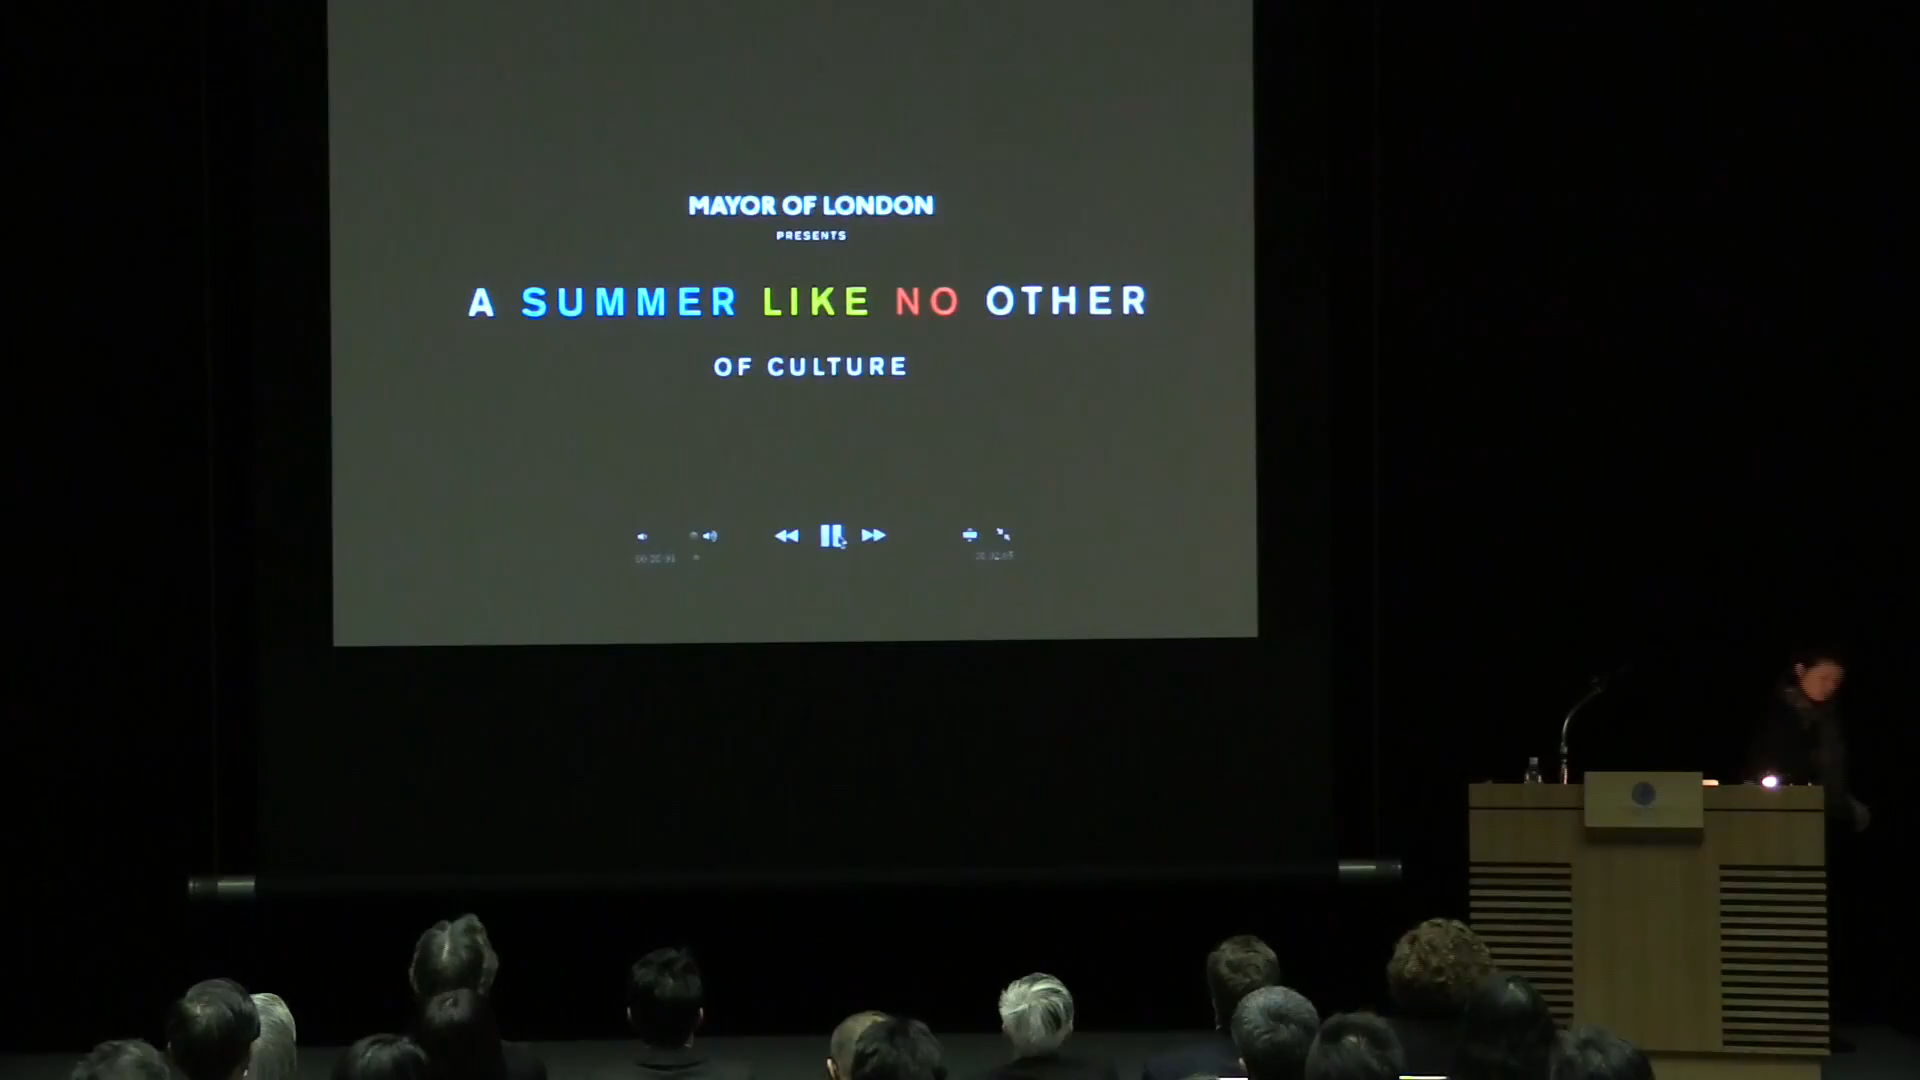 MAYOR OF LONDON
PRESENTS
A SUMMER LIKE NO OTHER
OF CULTURE